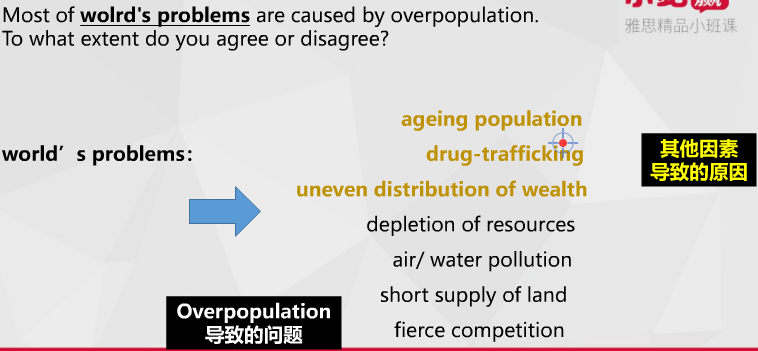 Most of wolrd's problems are caused by overpopulation.
To what extent do you agree or disagree?
雅思精品小班课
ageing population
world’s problems：
drug-trafficking
其他因素
导致的原因
uneven distribution of wealth
depletion of resources
air/ water pollution
short supply of land
Overpopulation
导致的问题
fierce competition